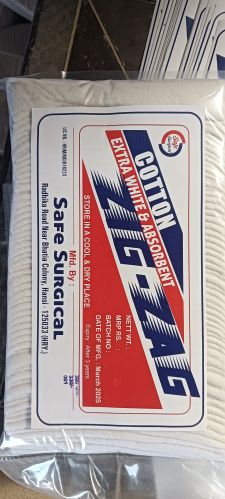 COTTON
EXTRA WHITE & ABSORBENT
ZIG-ZAG
NETT WT. :
MRP RS. :
BATCH NO :
DATE OF MFG.: March 2025
Expiry: After 3 years
STORE IN A COOL & DRY PLACE
Mfd. By :
SAFE SURGICAL
Radhika Road Near Bhatia Colony, Hansi - 125033 (HRY.)